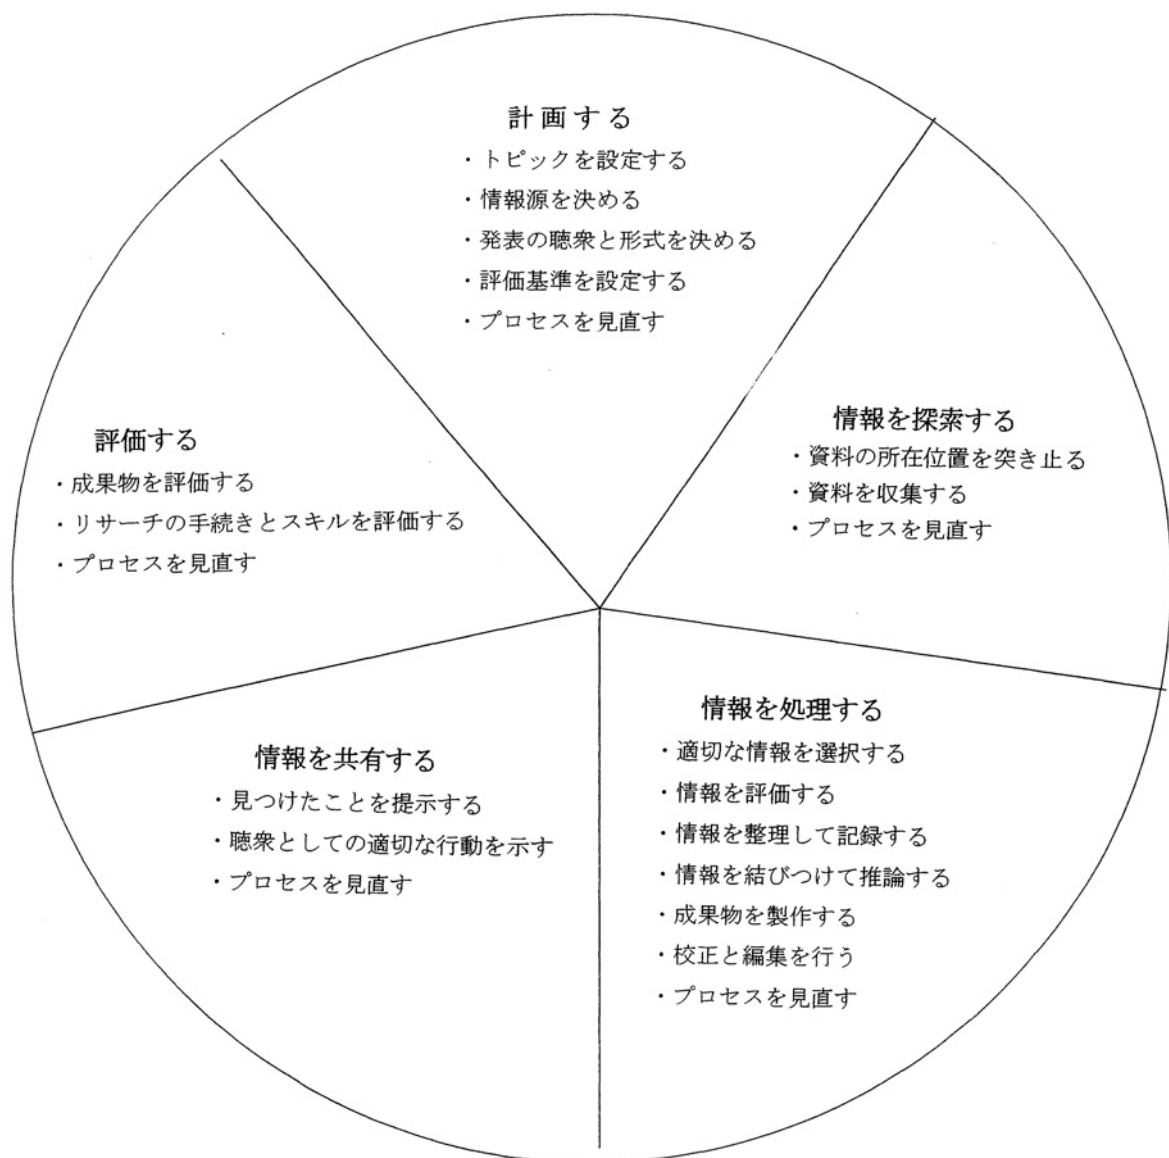 計画する
・トピックを設定する
・情報源を決める
・発表の聴衆と形式を決める
・評価基準を設定する
・プロセスを見直す
情報を探索する
・資料の所在位置を突き止る
・資料を収集する
・プロセスを見直す
情報を処理する
・適切な情報を選択する
・情報を評価する
・情報を整理して記録する
・情報を結びつけて推論する
・成果物を製作する
・校正と編集を行う
・プロセスを見直す
情報を共有する
・見つけたことを提示する
・聴衆としての適切な行動を示す
・プロセスを見直す
評価する
・成果物を評価する
・リサーチの手続きとスキルを評価する
・プロセスを見直す